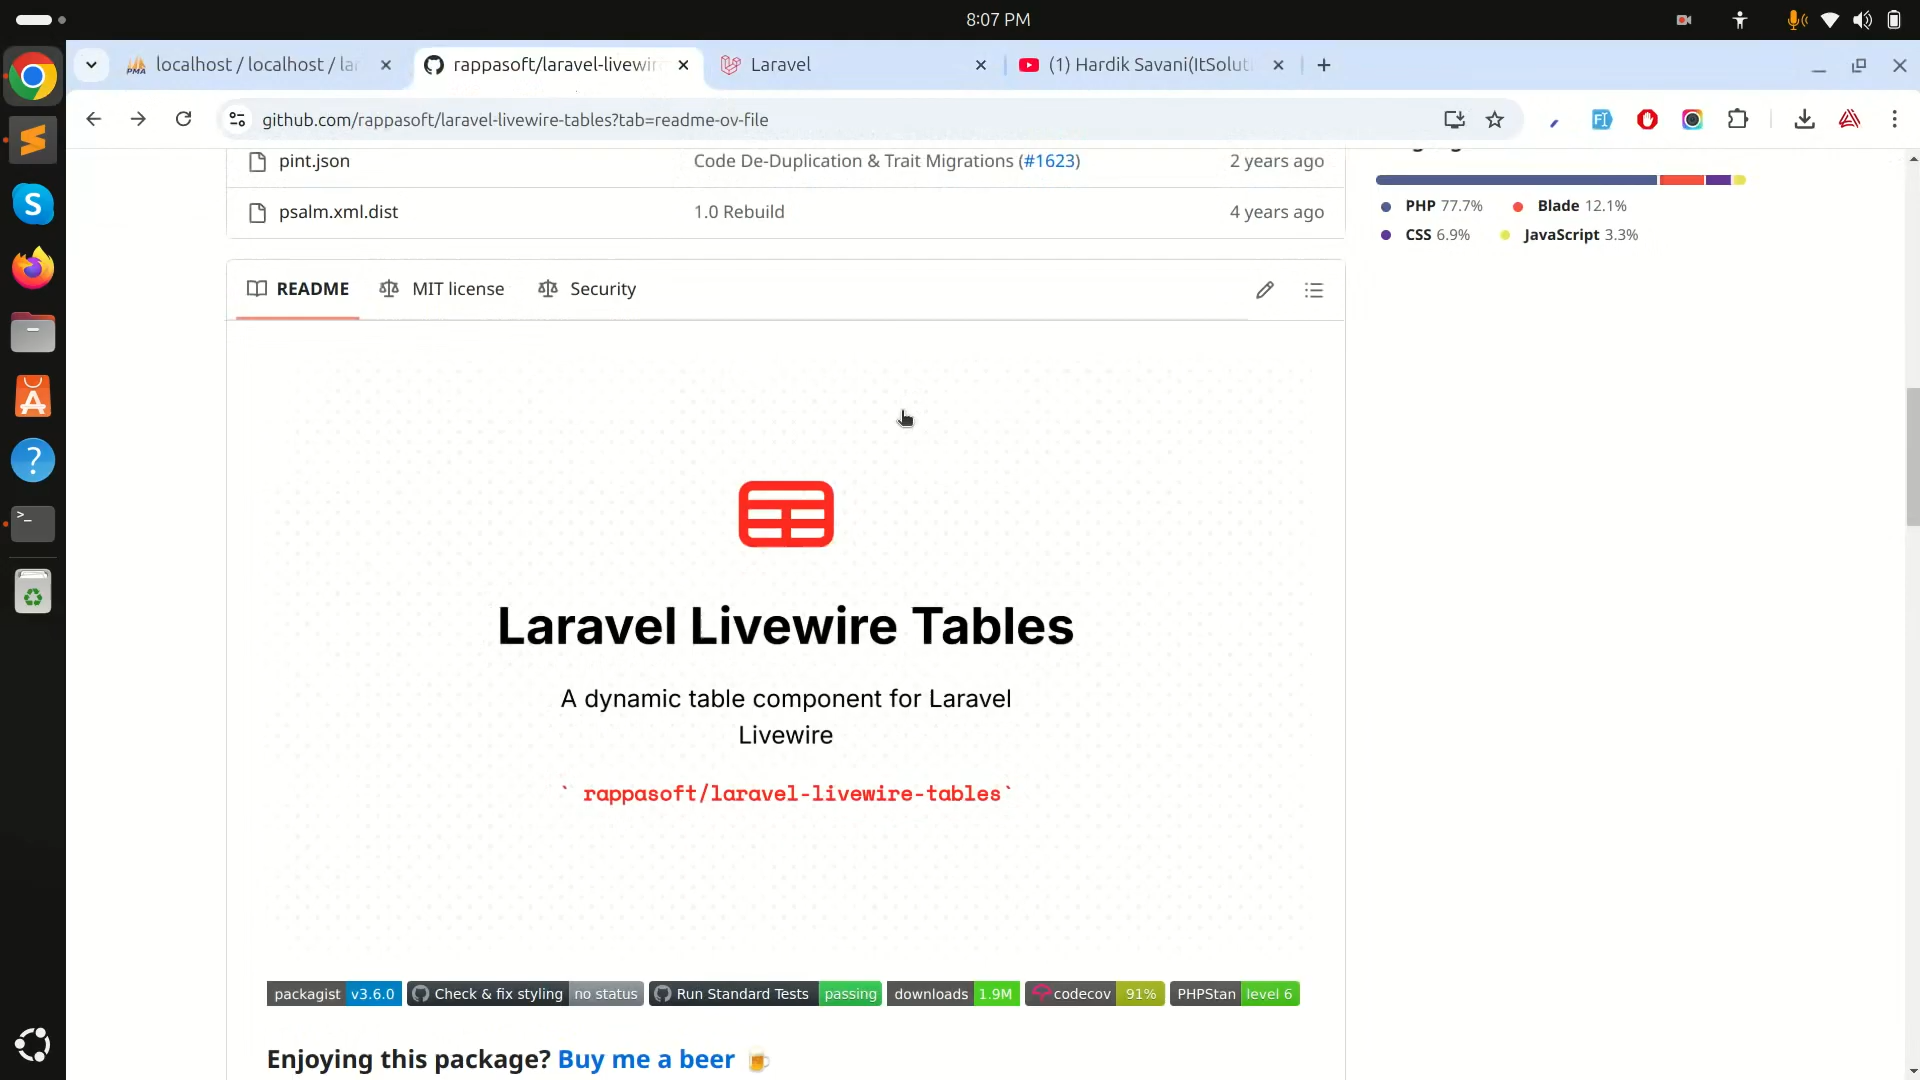 8:07 PM
localhost / localhost / lar
rappasoft/laravel-livewir
Laravel
(1) Hardik Savani(ItSoluti
github.com/rappasoft/laravel-livewire-tables?tab=readme-ov-file
pint.json
Code De-Duplication & Trait Migrations (#1623)
2 years ago
psalm.xml.dist
1.0 Rebuild
4 years ago
PHP 77.7%
Blade 12.1%
CSS 6.9%
JavaScript 3.3%
README
MIT license
Security
Laravel Livewire Tables
A dynamic table component for Laravel
Livewire
` rappasoft/laravel-livewire-tables`
packagist v3.6.0
Check & fix styling no status
Run Standard Tests passing
downloads 1.9M
codecov 91%
PHPStan level 6
Enjoying this package? Buy me a beer 🍺